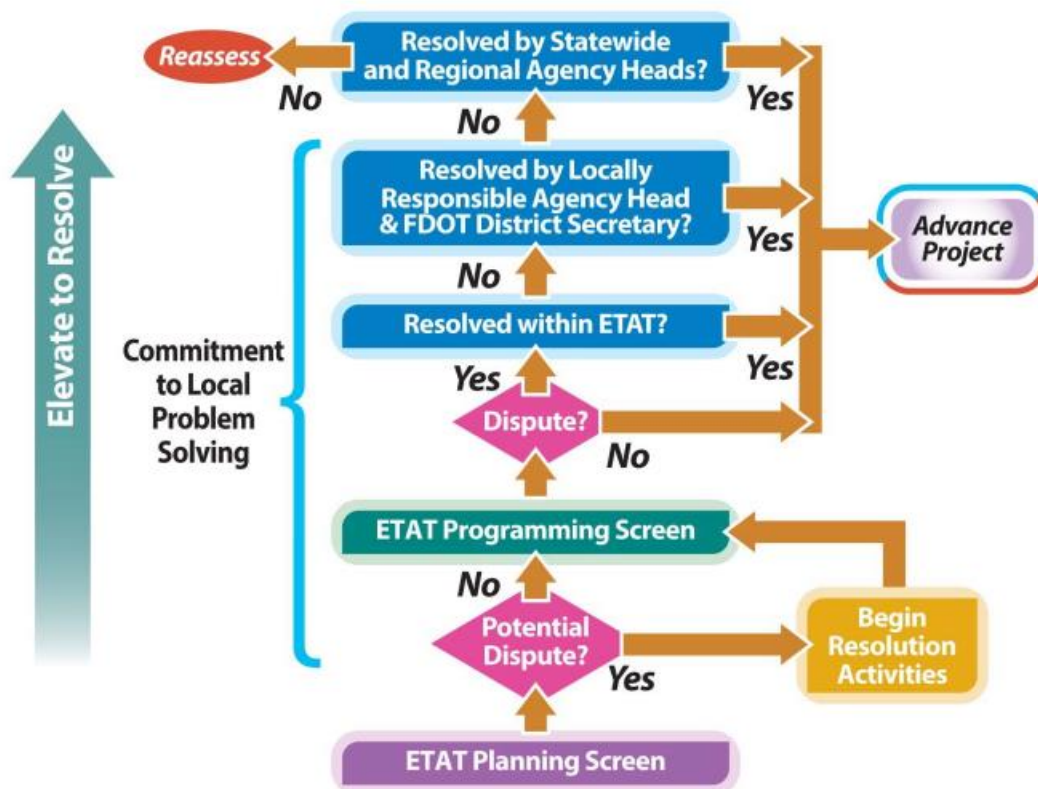 Reassess
Resolved by Statewide
and Regional Agency Heads?
No
Yes
No
Resolved by Locally
Responsible Agency Head
& FDOT District Secretary?
Yes
No
Advance
Project
Resolved within ETAT?
Yes
Yes
Dispute?
No
ETAT Programming Screen
No
Potential
Dispute?
Yes
Begin
Resolution
Activities
ETAT Planning Screen
Elevate to Resolve
Commitment
to Local
Problem
Solving